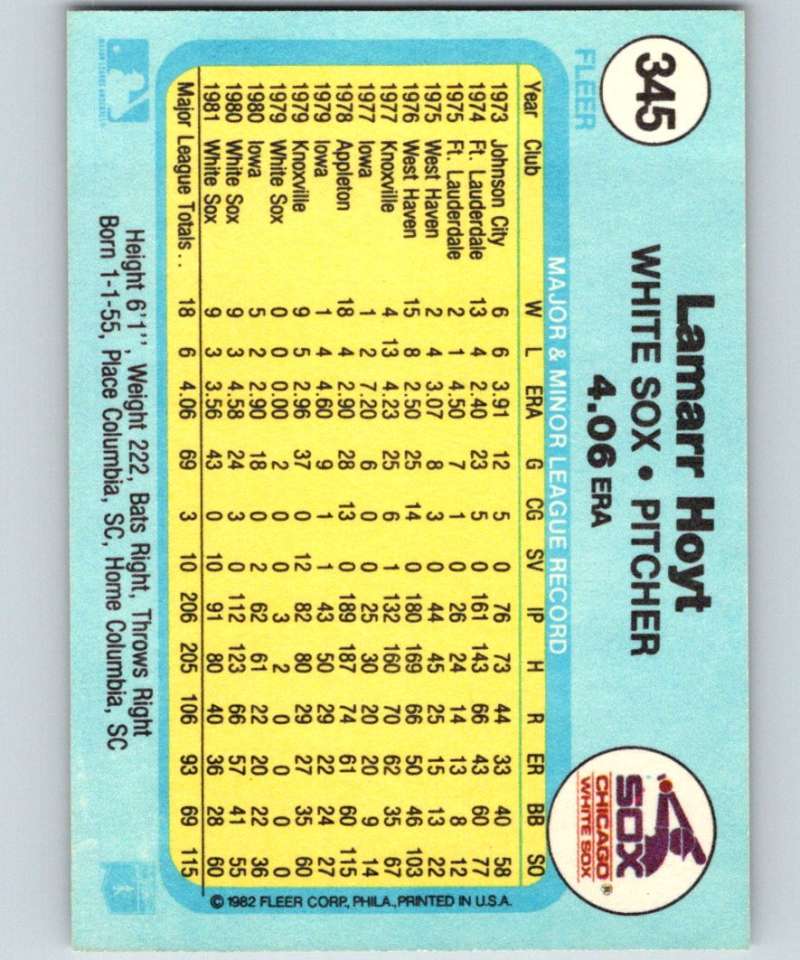 345
FLEER
Lamarr Hoyt
WHITE SOX • PITCHER
4.06 ERA
SOX
CHICAGO®
WHITE SOX
MAJOR & MINOR LEAGUE RECORD
Year Club W L ERA G CG SV IP H R ER BB SO
1973 Johnson City 6 6 3.91 12 5 0 76 73 44 33 40 58
1974 Ft. Lauderdale 13 4 2.40 23 5 0 161 143 66 43 60 77
1975 Ft. Lauderdale 2 1 4.50 7 1 0 26 24 14 13 8 12
1975 West Haven 2 4 3.07 8 3 0 44 45 25 15 13 22
1976 West Haven 15 8 2.50 25 14 0 180 169 66 50 46 103
1977 Knoxville 4 13 4.23 25 6 0 132 160 70 62 35 67
1977 Iowa 1 2 7.20 6 0 0 25 30 20 20 9 14
1978 Appleton 18 4 2.90 28 13 0 189 187 74 61 60 115
1979 Iowa 1 4 4.60 9 1 1 43 50 29 22 24 27
1979 Knoxville 9 5 2.96 37 0 12 82 80 29 27 35 60
1979 White Sox 0 0 0.00 2 0 0 3 2 0 0 0 0
1980 Iowa 5 2 2.90 18 0 2 62 61 22 20 22 36
1980 White Sox 9 3 4.58 24 3 0 112 123 66 57 41 55
1981 White Sox 9 3 3.56 43 0 10 91 80 40 36 28 60
Major League Totals . . 18 6 4.06 69 3 10 206 205 106 93 69 115
© 1982 FLEER CORP., PHILA., PRINTED IN U.S.A.
Height 6'1", Weight 222, Bats Right, Throws Right
Born 1-1-55, Place Columbia, SC, Home Columbia, SC